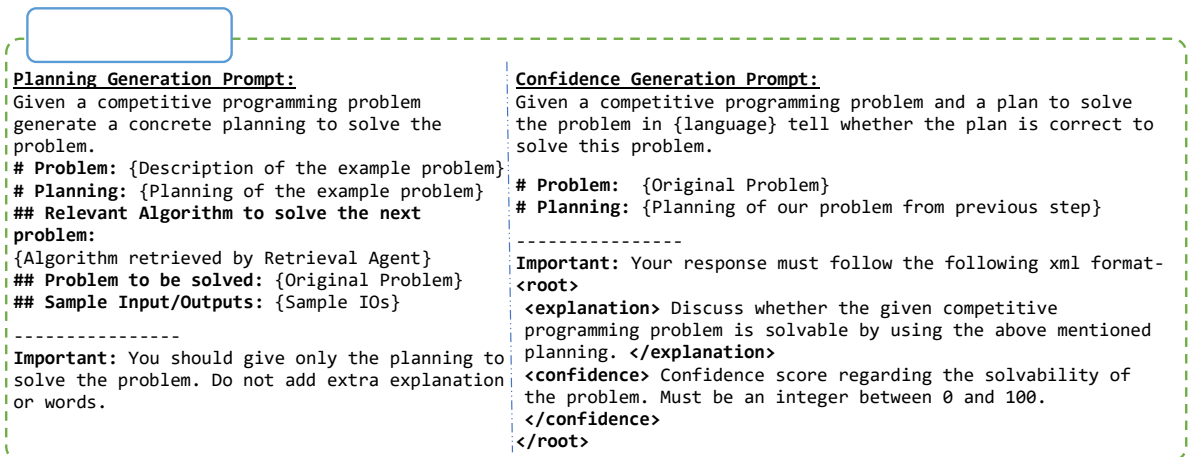 Planning Generation Prompt:
Given a competitive programming problem
generate a concrete planning to solve the
problem.
# Problem: {Description of the example problem}
# Planning: {Planning of the example problem}
## Relevant Algorithm to solve the next
problem:
{Algorithm retrieved by Retrieval Agent}
## Problem to be solved: {Original Problem}
## Sample Input/Outputs: {Sample IOs}
----------------
Important: You should give only the planning to
solve the problem. Do not add extra explanation
or words.
Confidence Generation Prompt:
Given a competitive programming problem and a plan to solve
the problem in {language} tell whether the plan is correct to
solve this problem.
# Problem: {Original Problem}
# Planning: {Planning of our problem from previous step}
----------------
Important: Your response must follow the following xml format-
<root>
<explanation> Discuss whether the given competitive
programming problem is solvable by using the above mentioned
planning. </explanation>
<confidence> Confidence score regarding the solvability of
the problem. Must be an integer between 0 and 100.
</confidence>
</root>